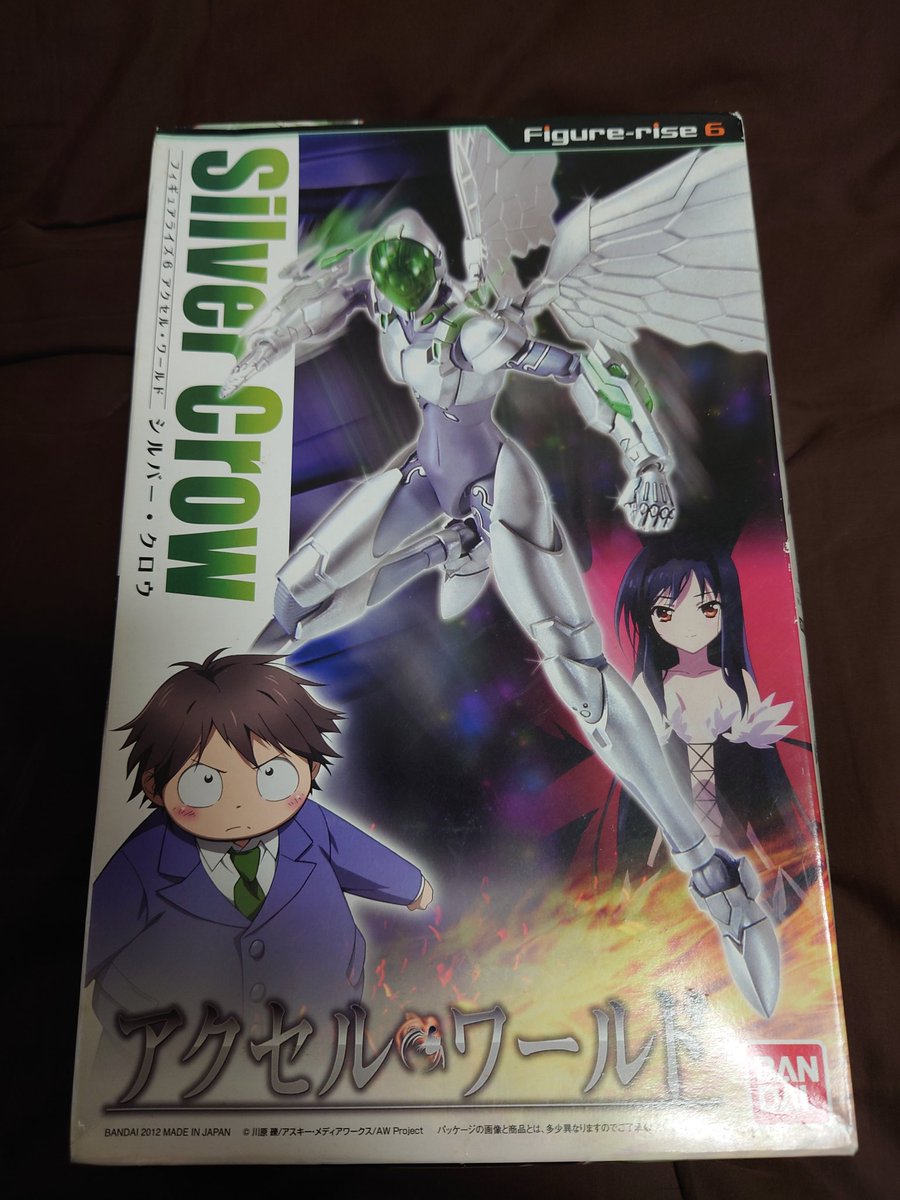 Figure-rise 6
Silver Crow
フィギュアライズ6 アクセル・ワールド シルバー・クロウ
アクセル・ワールド
BAN
DAI
BANDAI 2012 MADE IN JAPAN ©川原 礫/アスキー・メディアワークス/AW Project パッケージの画像と商品とは、多少異なりますのでご了承